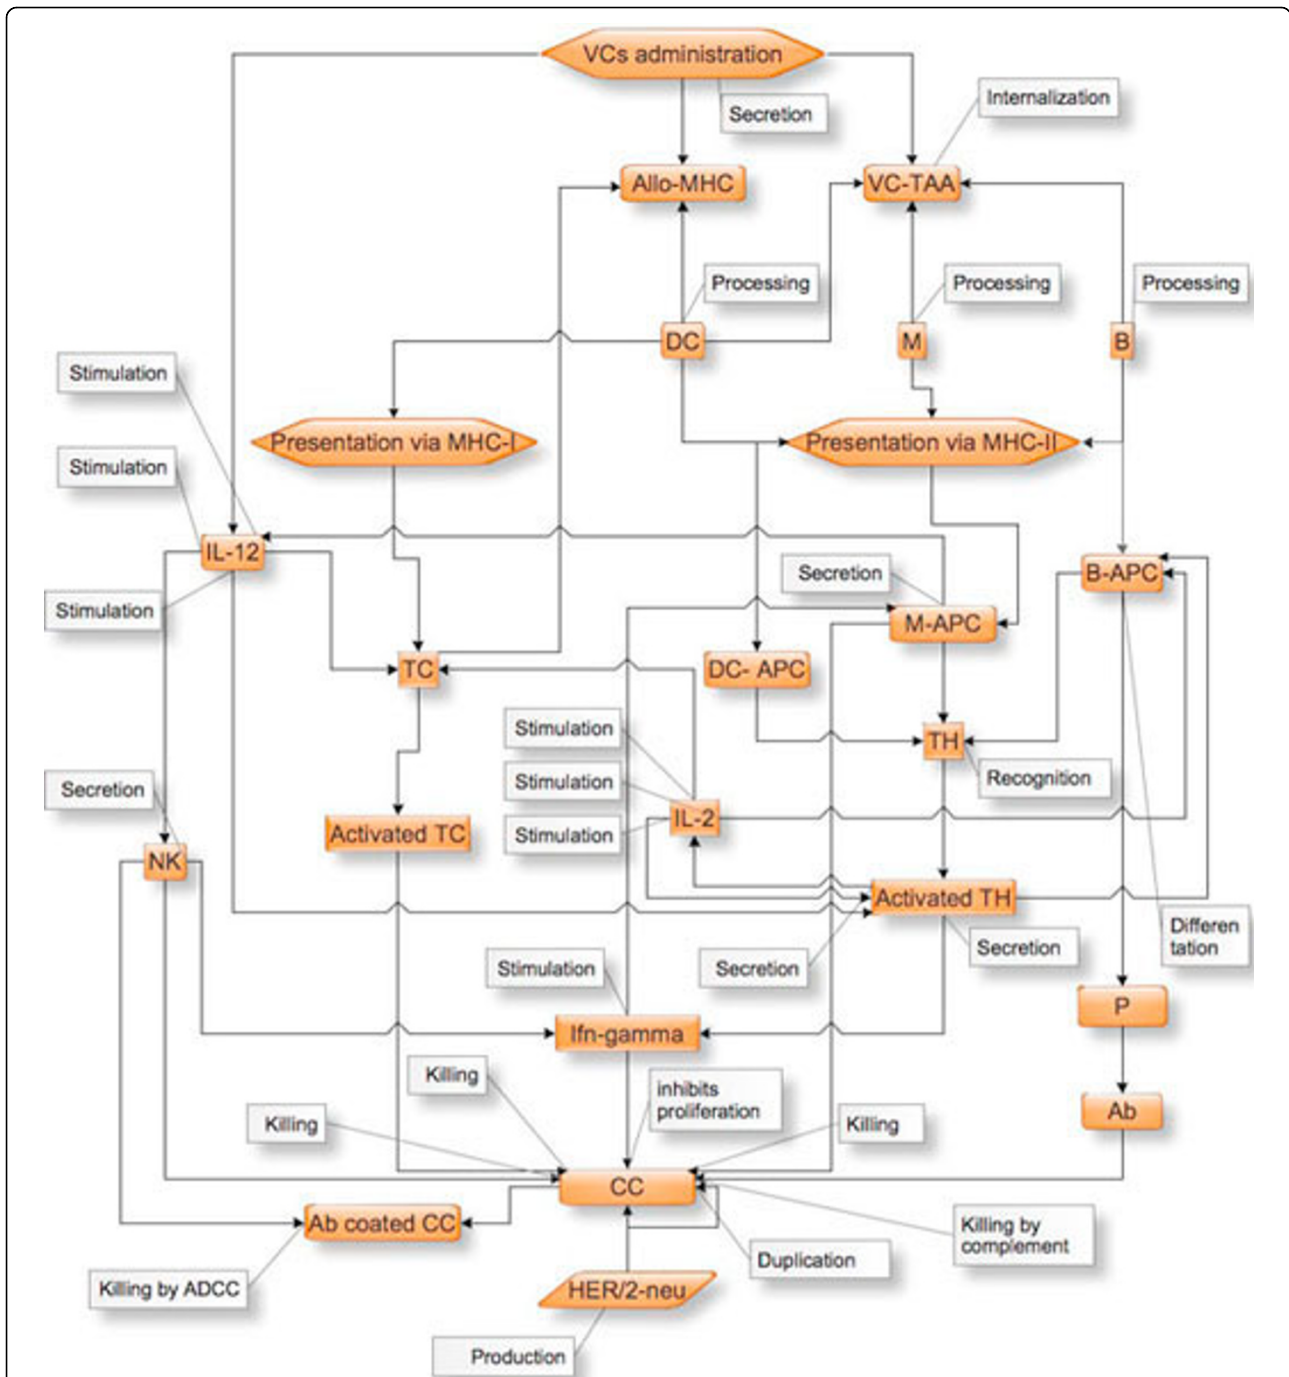 VCs administration
Secretion
Internalization
Allo-MHC
VC-TAA
Processing
Processing
Processing
DC
M
B
Stimulation
Presentation via MHC-I
Presentation via MHC-II
Stimulation
IL-12
Secretion
B-APC
Stimulation
M-APC
TC
DC- APC
Stimulation
TH
Recognition
Stimulation
Secretion
IL-2
Stimulation
Activated TC
NK
Activated TH
Differen
tation
Secretion
Stimulation
Secretion
P
Ifn-gamma
Killing
inhibits
proliferation
Ab
Killing
Killing
CC
Ab coated CC
Killing by
complement
Duplication
Killing by ADCC
HER/2-neu
Production